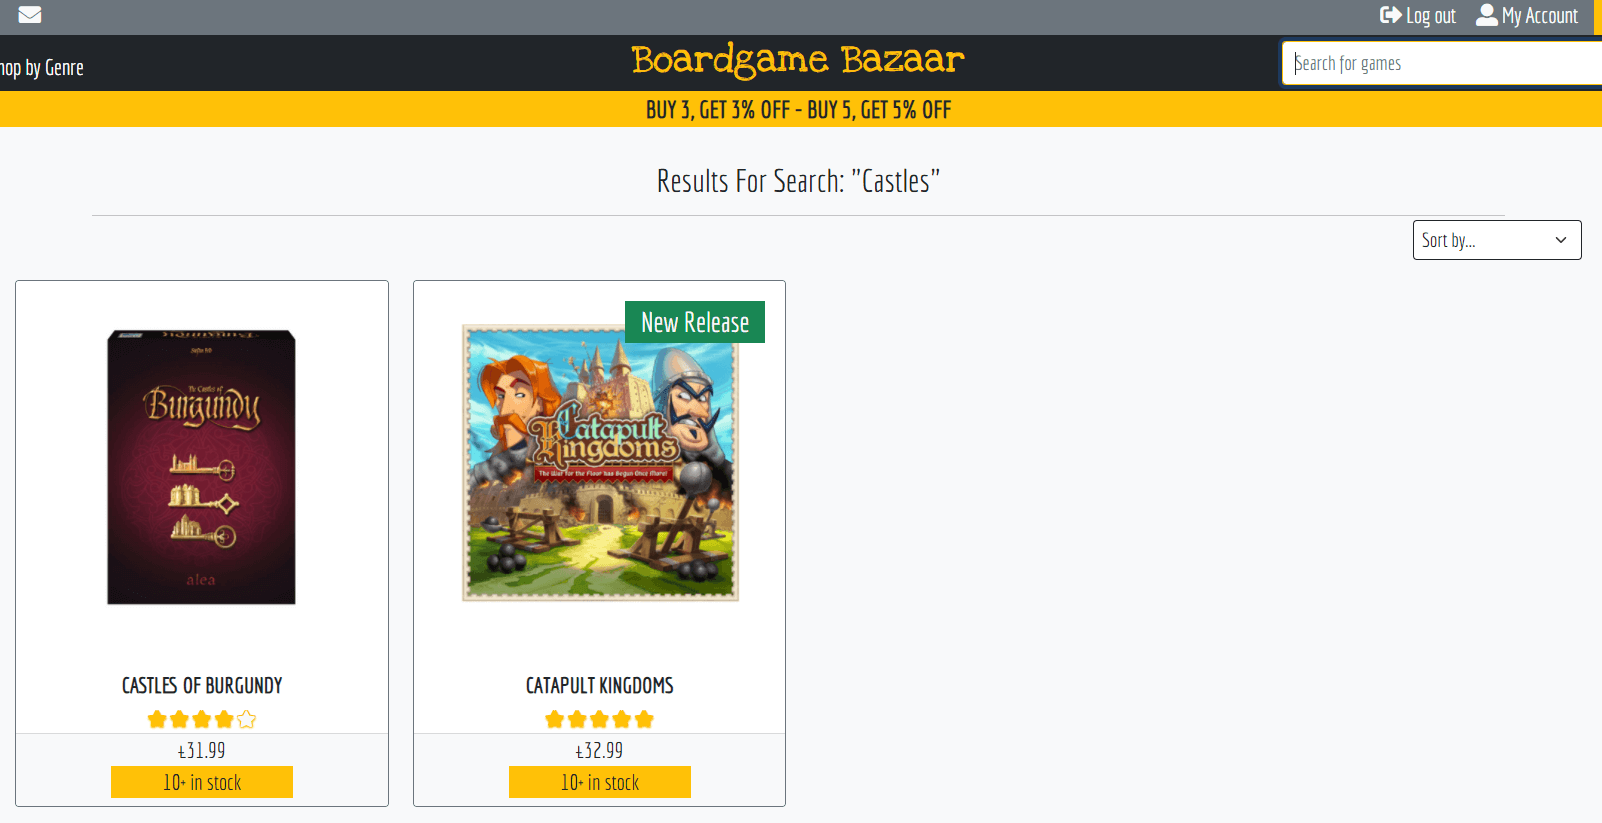 Log out My Account
hop by Genre
Boardgame Bazaar
Search for games
BUY 3, GET 3% OFF - BUY 5, GET 5% OFF
Results For Search: "Castles"
Sort by...
The Castles of
Burgundy
alea
New Release
Catapult
Kingdoms
The War for the Floor has Begun Once More!
CASTLES OF BURGUNDY
£31.99
10+ in stock
CATAPULT KINGDOMS
£32.99
10+ in stock